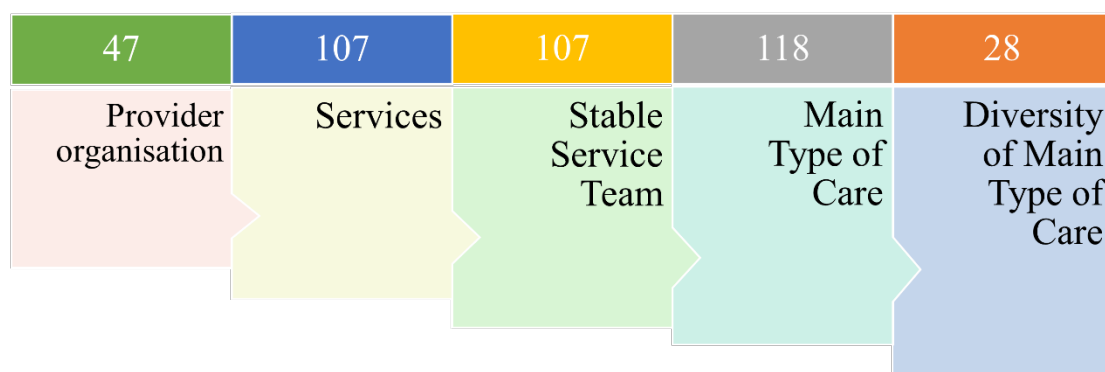 47
107
107
118
28
Provider
organisation
Services
Stable
Service
Team
Main
Type of
Care
Diversity
of Main
Type of
Care